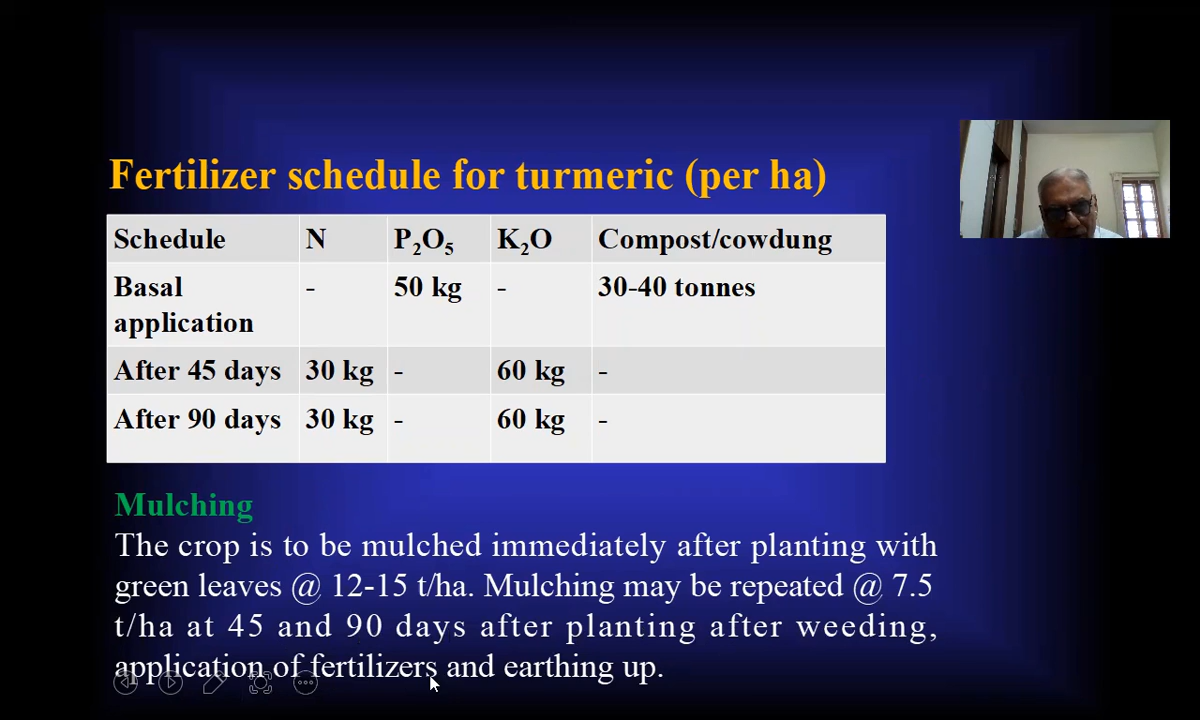 Fertilizer schedule for turmeric (per ha)
Schedule N P₂O₅ K₂O Compost/cowdung
Basal application - 50 kg - 30-40 tonnes
After 45 days 30 kg - 60 kg -
After 90 days 30 kg - 60 kg -
Mulching
The crop is to be mulched immediately after planting with
green leaves @ 12-15 t/ha. Mulching may be repeated @ 7.5
t/ha at 45 and 90 days after planting after weeding,
application of fertilizers and earthing up.